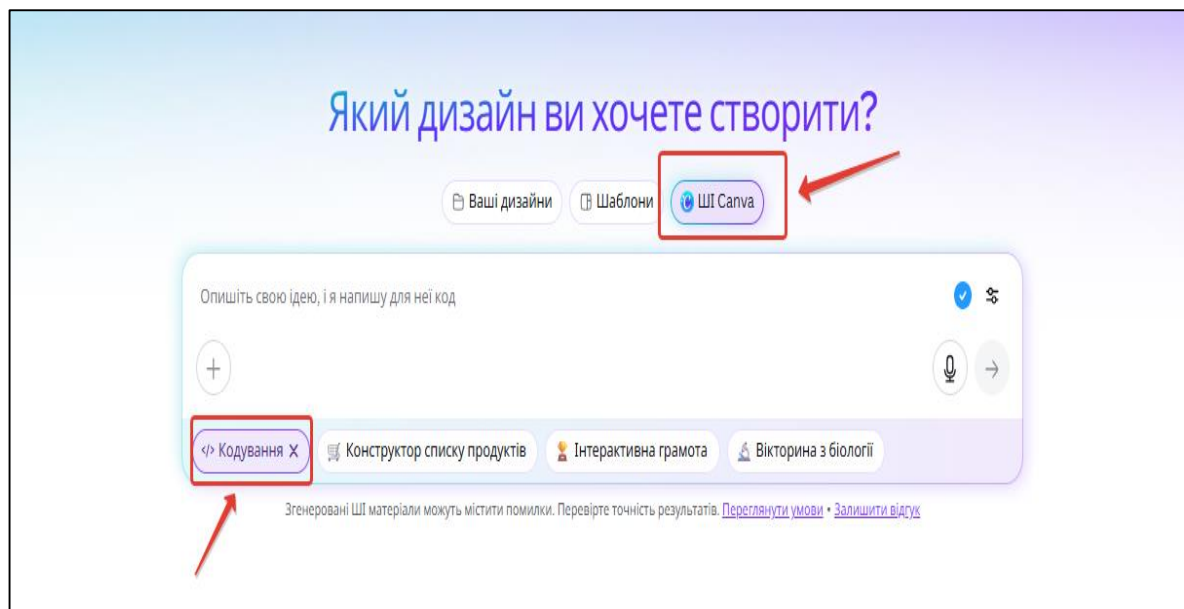 Який дизайн ви хочете створити?
Ваші дизайни Шаблони ШІ Canva
Опишіть свою ідею, і я напишу для неї код
</> Кодування X Конструктор списку продуктів Інтерактивна грамота Вікторина з біології
Згенеровані ШІ матеріали можуть містити помилки. Перевірте точність результатів. Переглянути умови • Залишити відгук